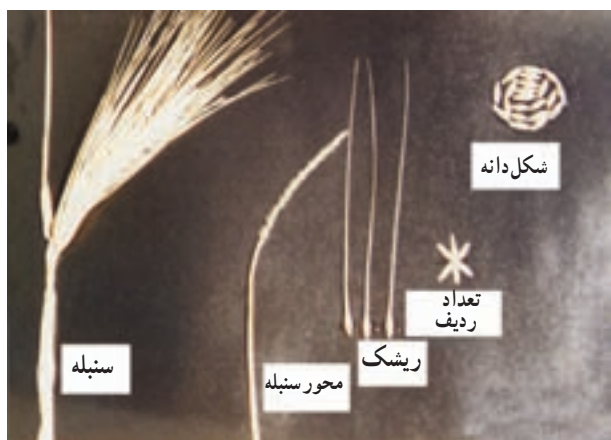 شکل دانه
تعداد
ردیف
ریشک
محور سنبله
سنبله